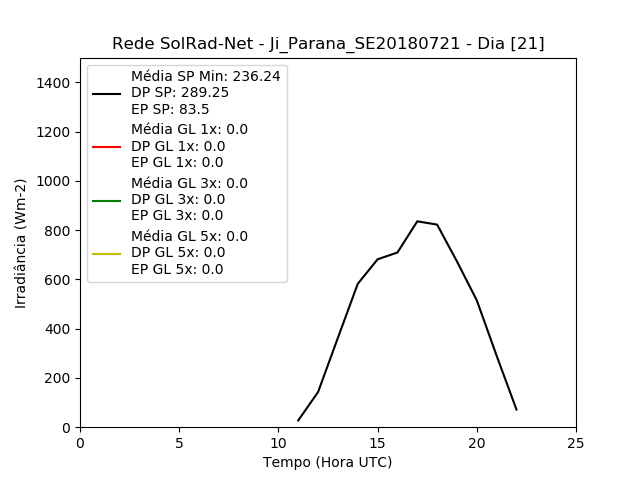 Rede SolRad-Net - Ji_Parana_SE20180721 - Dia [21]
Média SP Min: 236.24
DP SP: 289.25
EP SP: 83.5
Média GL 1x: 0.0
DP GL 1x: 0.0
EP GL 1x: 0.0
Média GL 3x: 0.0
DP GL 3x: 0.0
EP GL 3x: 0.0
Média GL 5x: 0.0
DP GL 5x: 0.0
EP GL 5x: 0.0
Irradiância (Wm-2)
1400
1200
1000
800
600
400
200
0
0 5 10 15 20 25
Tempo (Hora UTC)